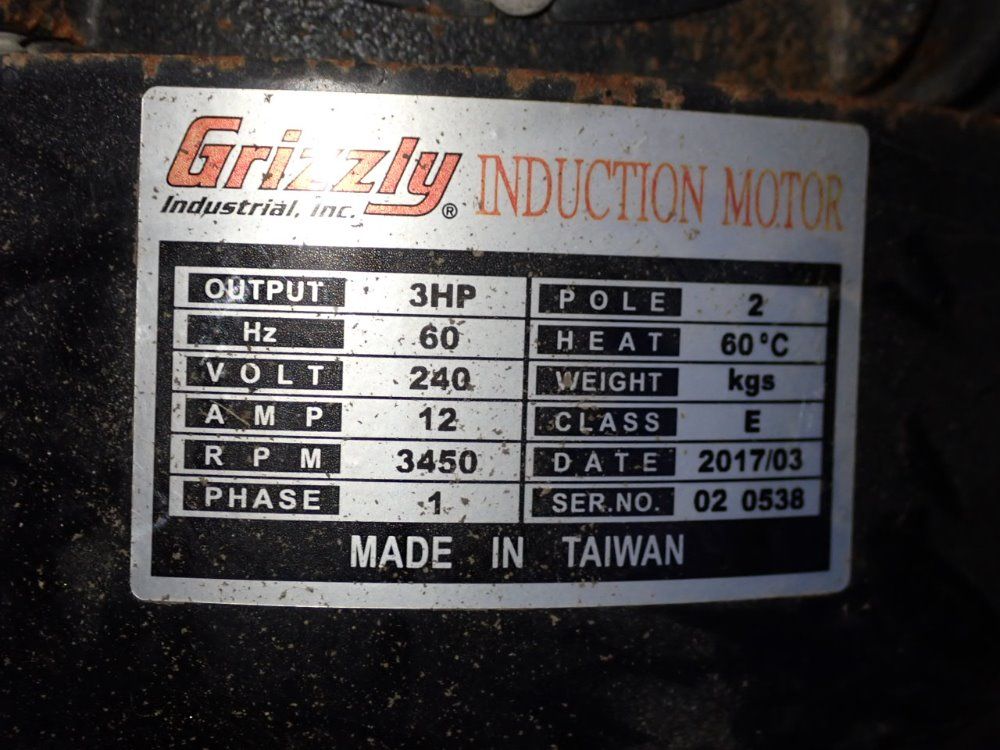 Grizzly ® INDUCTION MOTOR
Industrial, inc.
OUTPUT 3HP POLE 2
Hz 60 HEAT 60°C
VOLT 240 WEIGHT kgs
AMP 12 CLASS E
RPM 3450 DATE 2017/03
PHASE 1 SER.NO. 02 0538
MADE IN TAIWAN